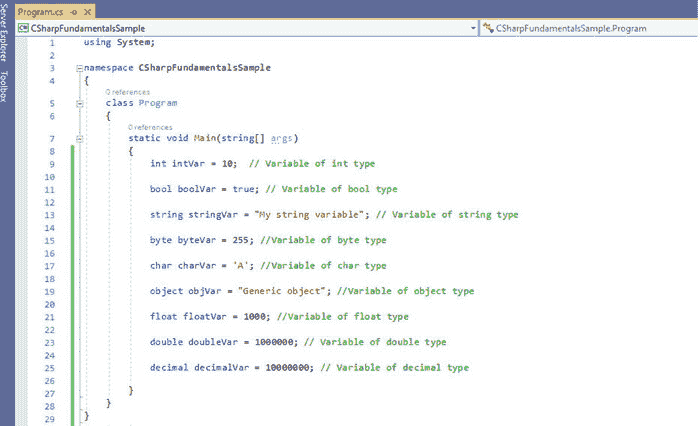 Program.cs
CSharpFundamentalsSample
CSharpFundamentalsSample.Program
Server Explorer
Toolbox
1 using System;
2
3 namespace CSharpFundamentalsSample
4 {
0 references
5 class Program
6 {
0 references
7 static void Main(string[] args)
8 {
9 int intVar = 10; // Variable of int type
10
11 bool boolVar = true; // Variable of bool type
12
13 string stringVar = "My string variable"; // Variable of string type
14
15 byte byteVar = 255; //Variable of byte type
16
17 char charVar = 'A'; //Variable of char type
18
19 object objVar = "Generic object"; //Variable of object type
20
21 float floatVar = 1000; //Variable of float type
22
23 double doubleVar = 1000000; // Variable of double type
24
25 decimal decimalVar = 10000000; // Variable of decimal type
26
27 }
28 }
29 }